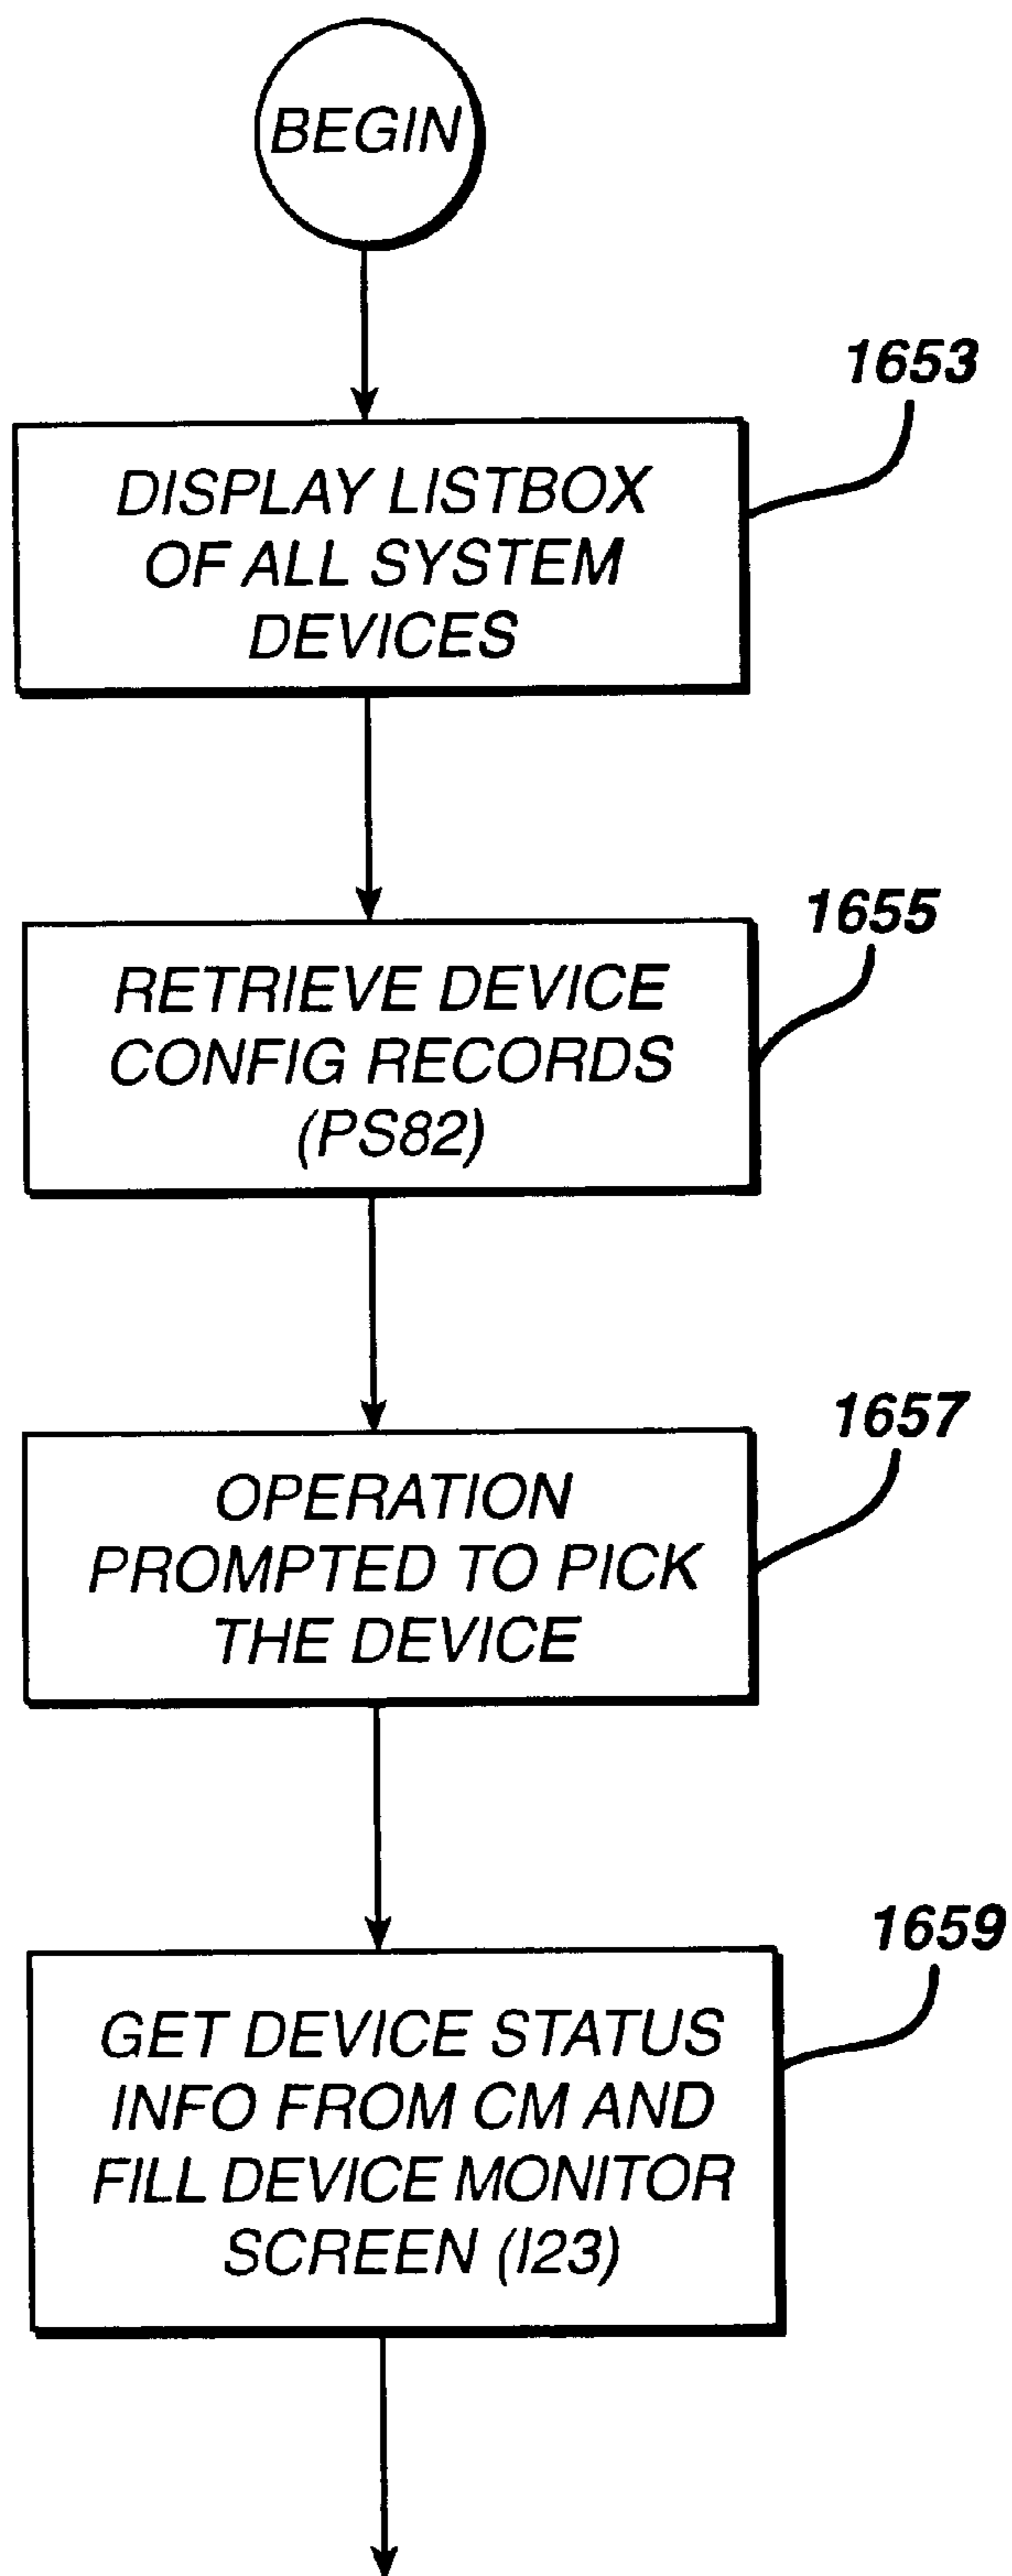 BEGIN
1653
DISPLAY LISTBOX
OF ALL SYSTEM
DEVICES
1655
RETRIEVE DEVICE
CONFIG RECORDS
(PS82)
1657
OPERATION
PROMPTED TO PICK
THE DEVICE
1659
GET DEVICE STATUS
INFO FROM CM AND
FILL DEVICE MONITOR
SCREEN (I23)